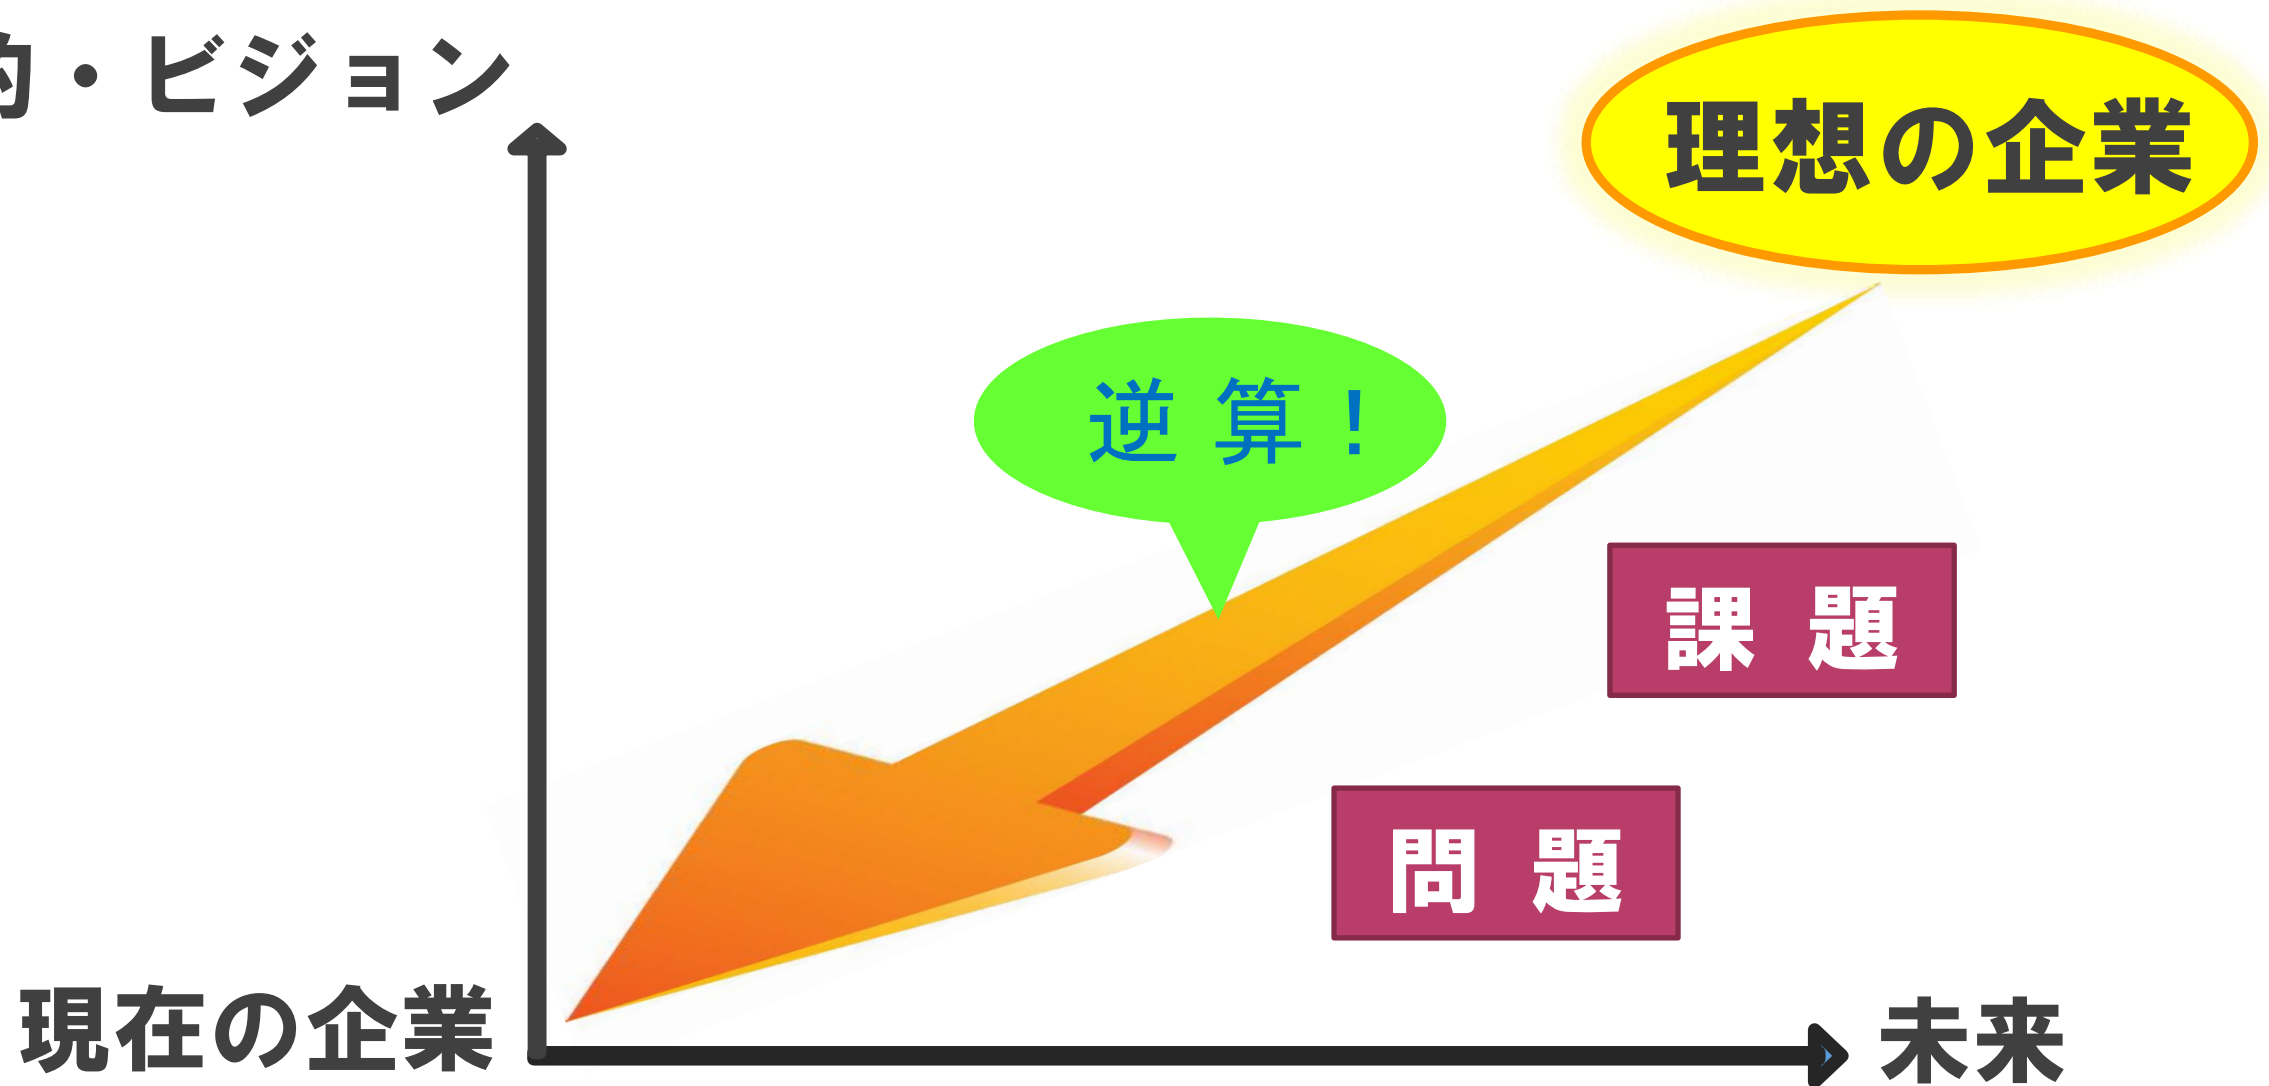 的・ビジョン
理想の企業
逆算！
課題
問題
現在の企業
未来